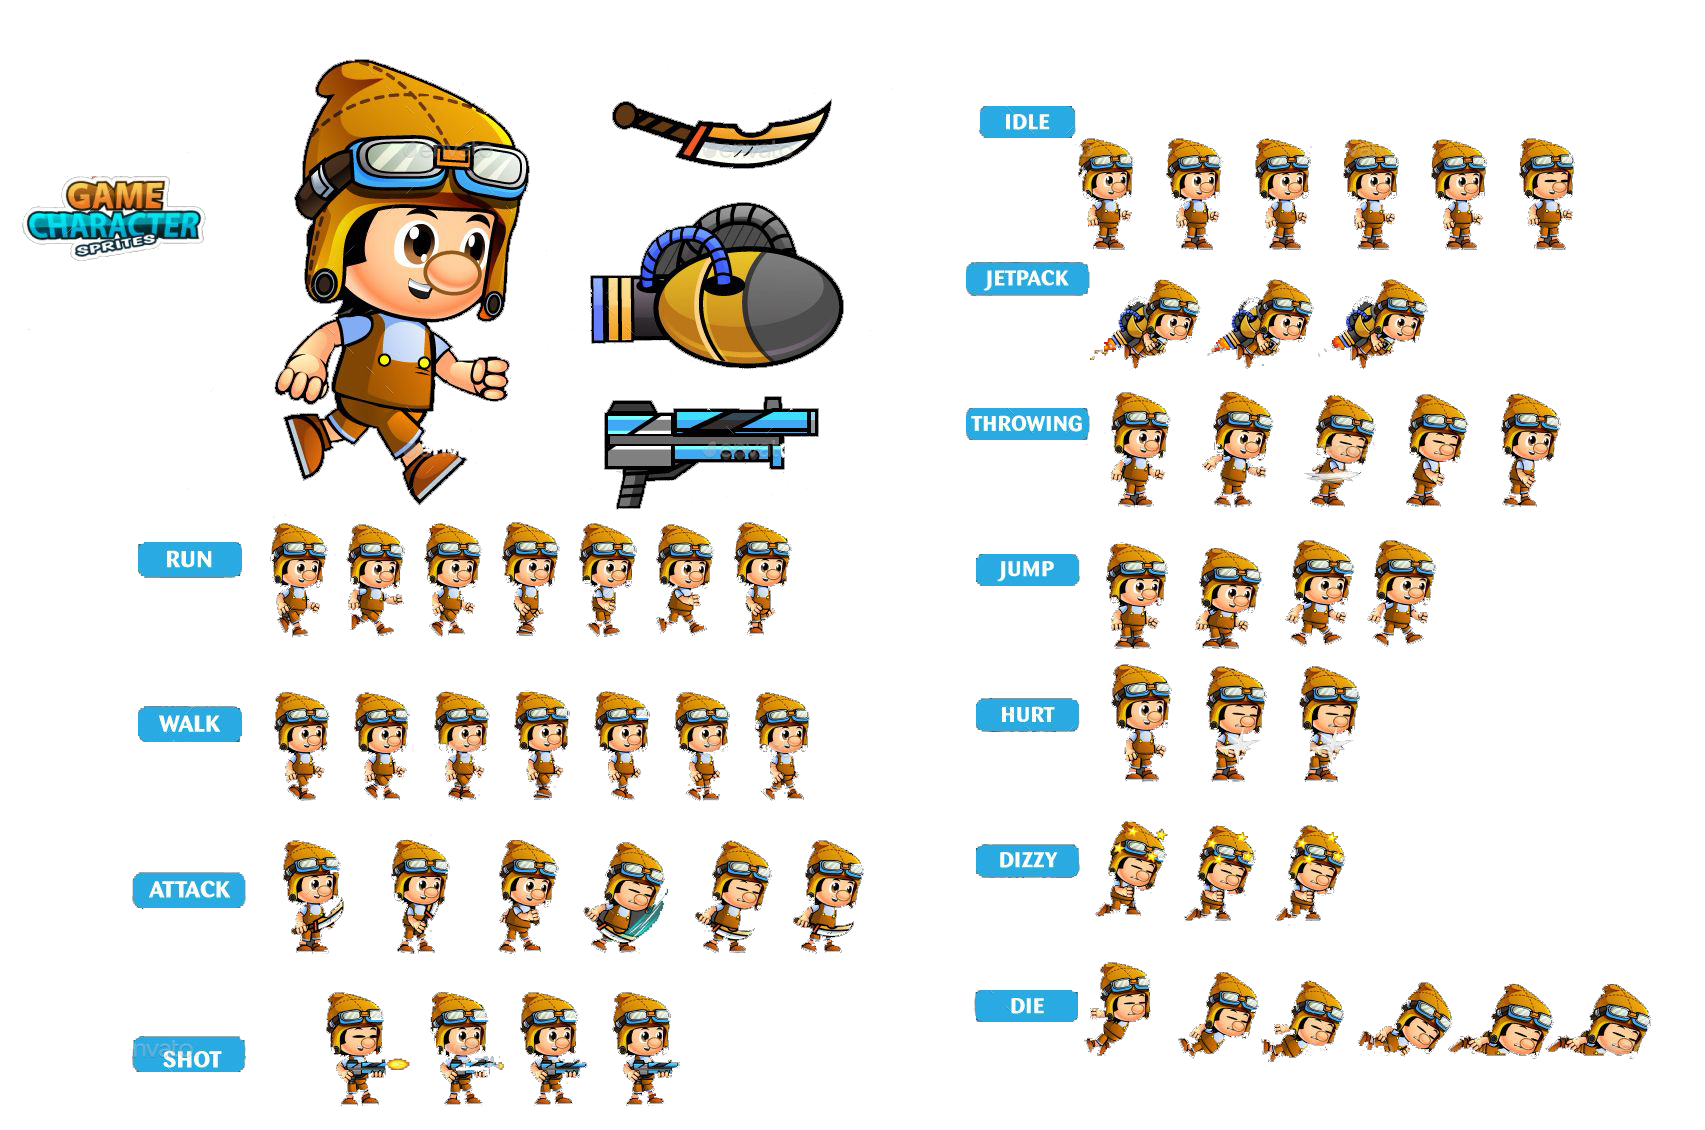 GAME
CHARACTER
SPRITES
RUN
WALK
ATTACK
SHOT
IDLE
JETPACK
THROWING
JUMP
HURT
DIZZY
DIE